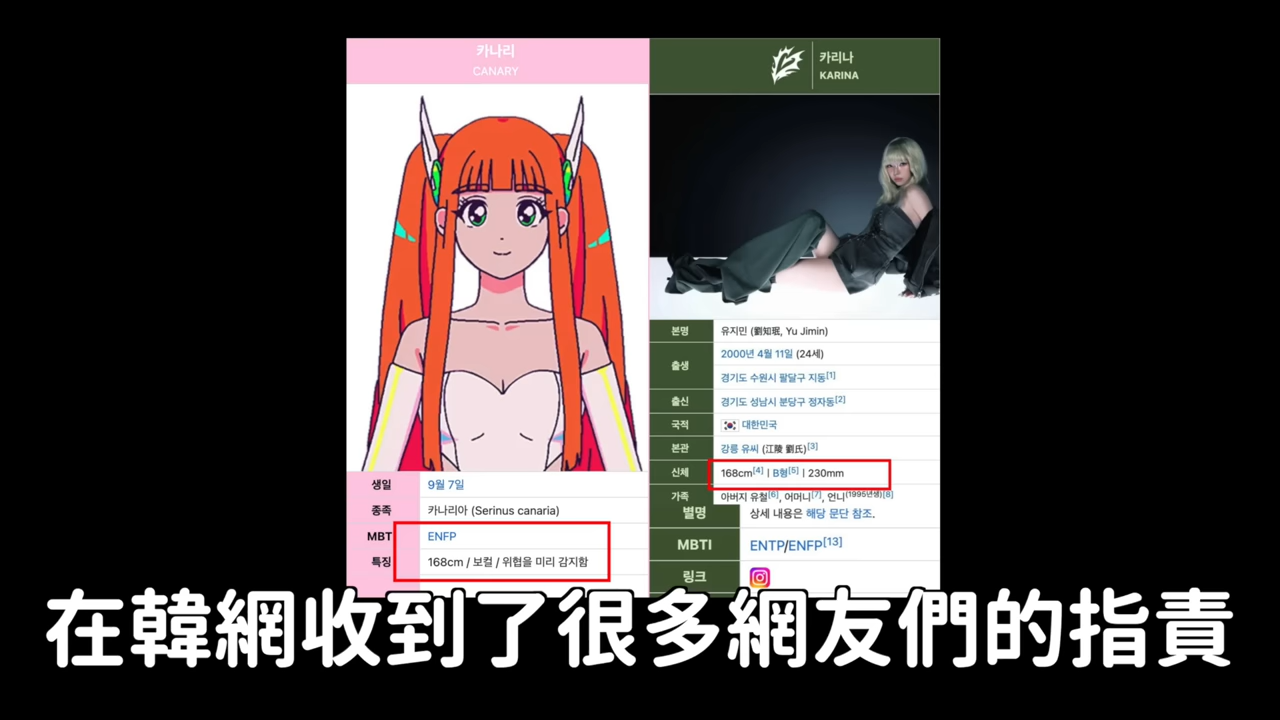 카나리
CANARY
생일 9월 7일
종족 카나리아 (Serinus canaria)
MBT ENFP
특징 168cm / 보컬 / 위협을 미리 감지함
카리나
KARINA
본명 유지민 (劉知珉, Yu Jimin)
출생 2000년 4월 11일 (24세)
경기도 수원시 팔달구 지동[1]
출신 경기도 성남시 분당구 정자동[2]
국적 대한민국
본관 강릉 유씨 (江陵 劉氏)[3]
신체 168cm[4] | B형[5] | 230mm
가족 아버지 유철[6], 어머니[7], 언니(1995년생)[8]
별명 상세 내용은 해당 문단 참조.
MBTI ENTP/ENFP[13]
링크
在韓網收到了很多網友們的指責